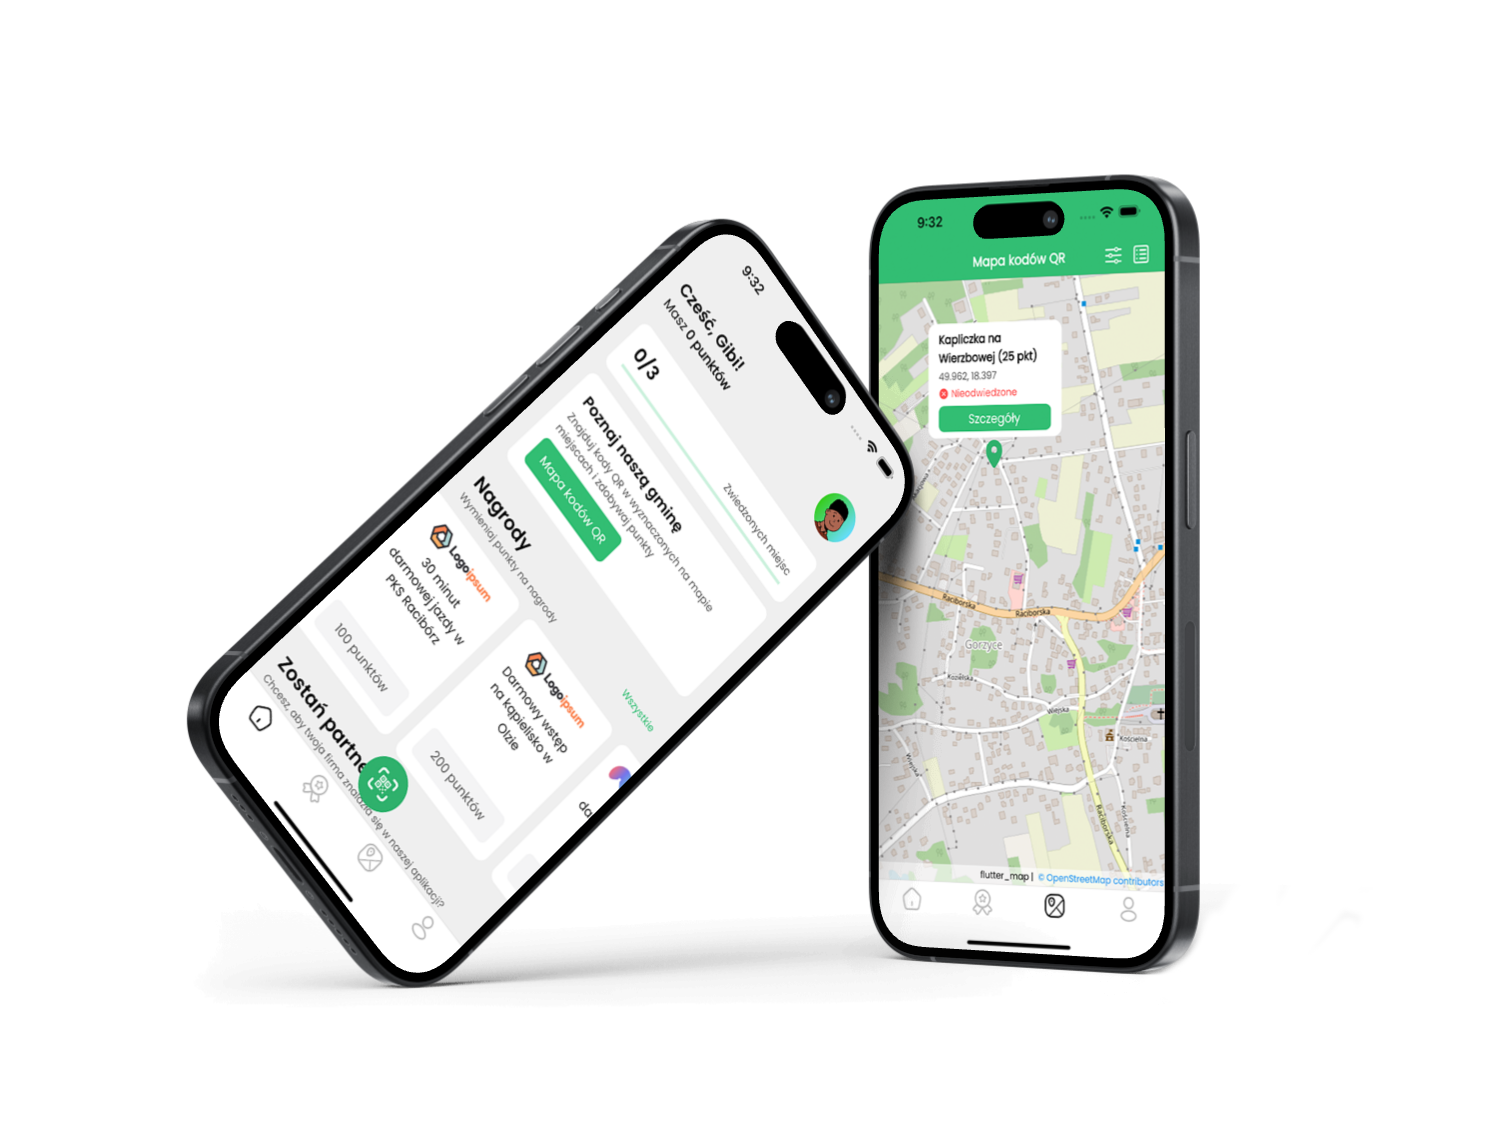 9:32
Cześć, Gibi!
Masz 0 punktów
0/3
Zwiedzonych miejsc
Poznaj naszą gminę
Znajduj kody QR w wyznaczonych na mapie
miejscach i zdobywaj punkty
Mapa kodów QR
Nagrody
Wymieniaj punkty na nagrody
Wszystkie
Logoipsum
30 minut
darmowej jazdy w
PKS Racibórz
100 punktów
Logoipsum
Darmowy wstęp
na kąpielisko w
Olzie
200 punktów
Zostań partne
Chcesz, aby twoja firma znalazła się w naszej aplikacji?
9:32
Mapa kodów QR
Kapliczka na
Wierzbowej (25 pkt)
49.962, 18.397
Nieodwiedzone
Szczegóły
Raciborska
Raciborska
Gorzyce
Kozielska
Wiejska
Kościelna
Wiejska
Raciborska
Kościelna
flutter_map | © OpenStreetMap contributors